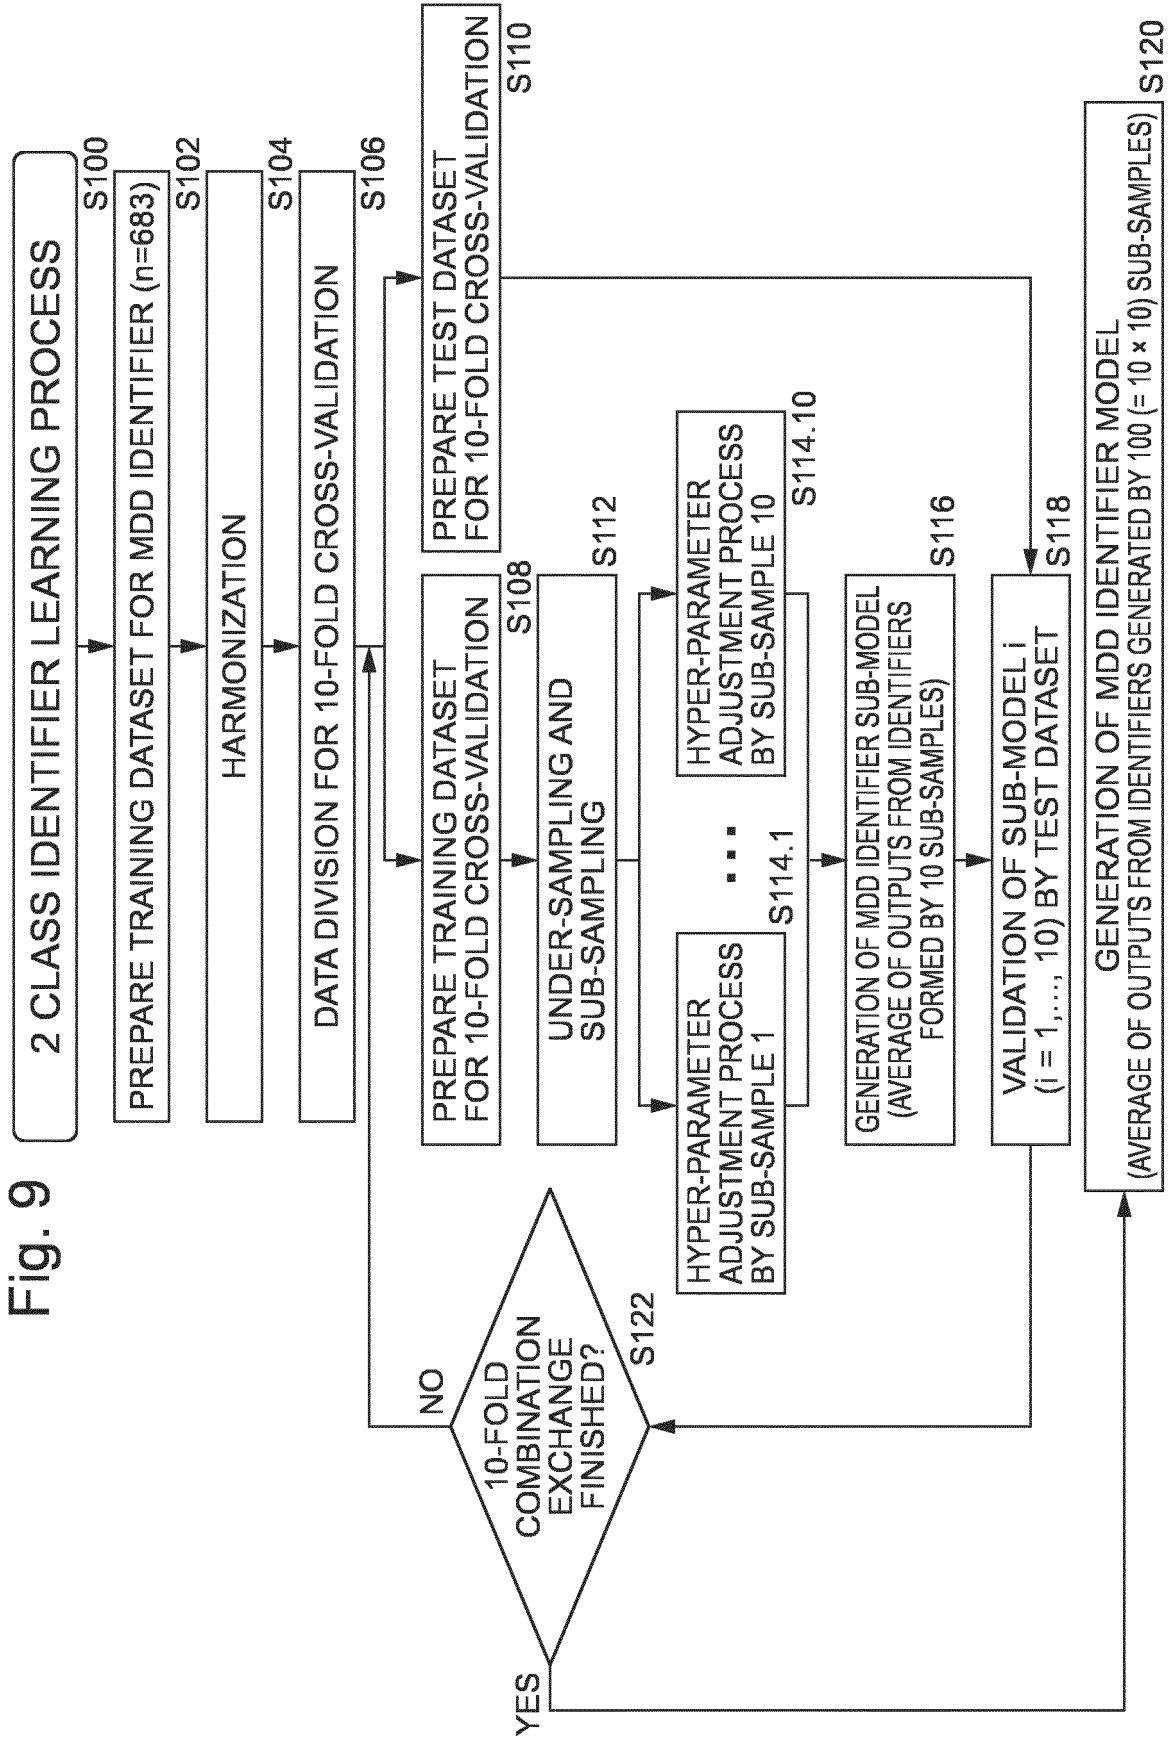 Fig. 9
2 CLASS IDENTIFIER LEARNING PROCESS
S100
PREPARE TRAINING DATASET FOR MDD IDENTIFIER (n=683)
S102
HARMONIZATION
S104
DATA DIVISION FOR 10-FOLD CROSS-VALIDATION
S106
PREPARE TRAINING DATASET
FOR 10-FOLD CROSS-VALIDATION
S108
PREPARE TEST DATASET
FOR 10-FOLD CROSS-VALIDATION
S110
UNDER-SAMPLING AND
SUB-SAMPLING
S112
HYPER-PARAMETER
ADJUSTMENT PROCESS
BY SUB-SAMPLE 1
S114.1
...
HYPER-PARAMETER
ADJUSTMENT PROCESS
BY SUB-SAMPLE 10
S114.10
GENERATION OF MDD IDENTIFIER SUB-MODEL
(AVERAGE OF OUTPUTS FROM IDENTIFIERS
FORMED BY 10 SUB-SAMPLES)
S116
VALIDATION OF SUB-MODEL i
(i = 1,..., 10) BY TEST DATASET
S118
10-FOLD
COMBINATION
EXCHANGE
FINISHED?
S122
NO
YES
GENERATION OF MDD IDENTIFIER MODEL
(AVERAGE OF OUTPUTS FROM IDENTIFIERS GENERATED BY 100 (= 10 × 10) SUB-SAMPLES)
S120